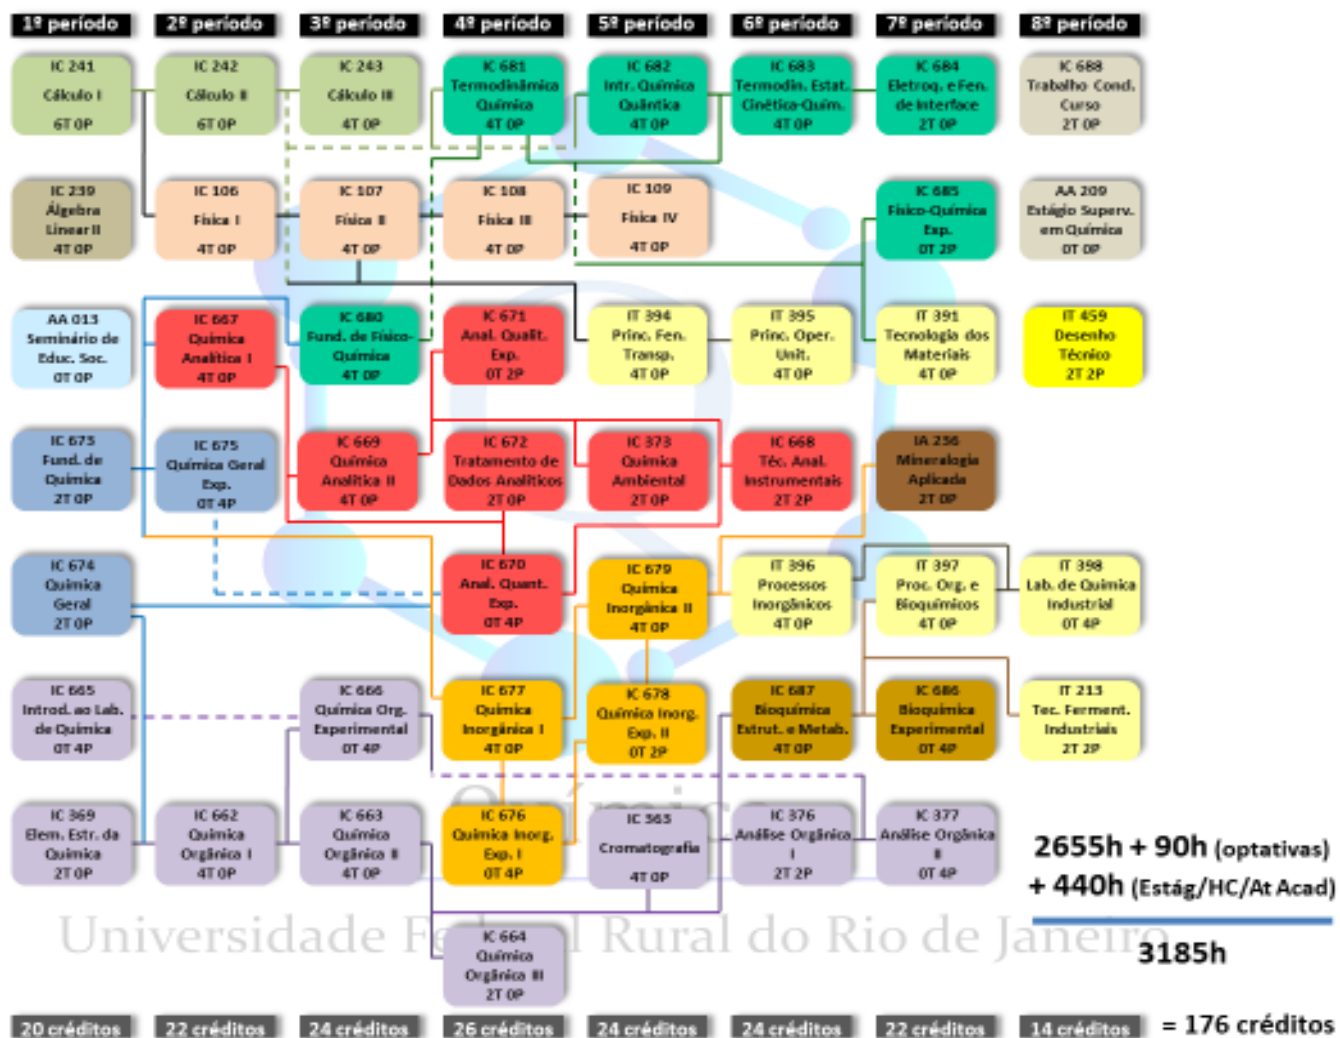 1º período 2º período 3º período 4º período 5º período 6º período 7º período 8º período
IC 241
Cálculo I
6T 0P
IC 242
Cálculo II
6T 0P
IC 243
Cálculo III
4T 0P
IC 681
Termodinâmica
Química
4T 0P
IC 682
Intr. Química
Quântica
4T 0P
IC 683
Termodin. Estat.
Cinética-Quím.
4T 0P
IC 684
Eletroq. e Fen.
de Interface
2T 0P
IC 688
Trabalho Cond.
Curso
2T 0P
IC 239
Álgebra
Linear II
4T 0P
IC 106
Física I
4T 0P
IC 107
Física II
4T 0P
IC 108
Física III
4T 0P
IC 109
Física IV
4T 0P
IC 685
Físico-Química
Exp.
0T 2P
AA 209
Estágio Superv.
em Química
0T 0P
AA 013
Seminário de
Educ. Soc.
0T 0P
IC 667
Química
Analítica I
4T 0P
IC 680
Fund. de Físico-
Química
4T 0P
IC 671
Anal. Qualit.
Exp.
0T 2P
IT 394
Princ. Fen.
Transp.
4T 0P
IT 395
Princ. Oper.
Unit.
4T 0P
IT 391
Tecnologia dos
Materiais
4T 0P
IT 459
Desenho
Técnico
2T 2P
IC 673
Fund. de
Química
2T 0P
IC 675
Química Geral
Exp.
0T 4P
IC 669
Química
Analítica II
4T 0P
IC 672
Tratamento de
Dados Analíticos
2T 0P
IC 373
Química
Ambiental
2T 0P
IC 668
Téc. Anal.
Instrumentais
2T 2P
IA 236
Mineralogia
Aplicada
2T 0P
IC 674
Química
Geral
2T 0P
IC 670
Anal. Quant.
Exp.
0T 4P
IC 679
Química
Inorgânica II
4T 0P
IT 396
Processos
Inorgânicos
4T 0P
IT 397
Proc. Org. e
Bioquímicos
4T 0P
IT 398
Lab. de Química
Industrial
0T 4P
IC 665
Introd. ao Lab.
de Química
0T 4P
IC 666
Química Org.
Experimental
0T 4P
IC 677
Química
Inorgânica I
4T 0P
IC 678
Química Inorg.
Exp. II
0T 2P
IC 687
Bioquímica
Estrut. e Metab.
4T 0P
IC 686
Bioquímica
Experimental
0T 4P
IT 213
Tec. Ferment.
Industriais
2T 2P
Química
IC 369
Elem. Estr. da
Química
2T 0P
IC 662
Química
Orgânica I
4T 0P
IC 663
Química
Orgânica II
4T 0P
IC 676
Química Inorg.
Exp. I
0T 4P
IC 363
Cromatografia
4T 0P
IC 376
Análise Orgânica
I
2T 2P
IC 377
Análise Orgânica
II
0T 4P
2655h + 90h (optativas)
+ 440h (Estág/HC/At Acad)
3185h
Universidade Federal Rural do Rio de Janeiro
IC 664
Química
Orgânica III
2T 0P
20 créditos 22 créditos 24 créditos 26 créditos 24 créditos 24 créditos 22 créditos 14 créditos = 176 créditos